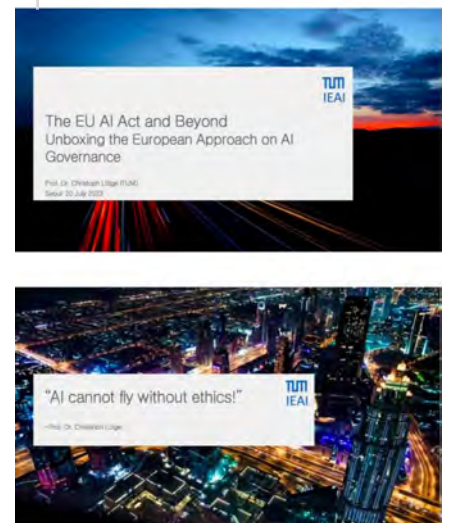 TUM
IEAI
The EU AI Act and Beyond
Unboxing the European Approach on AI
Governance
Prof. Dr. Christoph Lütge (TUM)
Seoul 20 July 2023
TUM
IEAI
“AI cannot fly without ethics!”
–Prof. Dr. Christoph Lütge